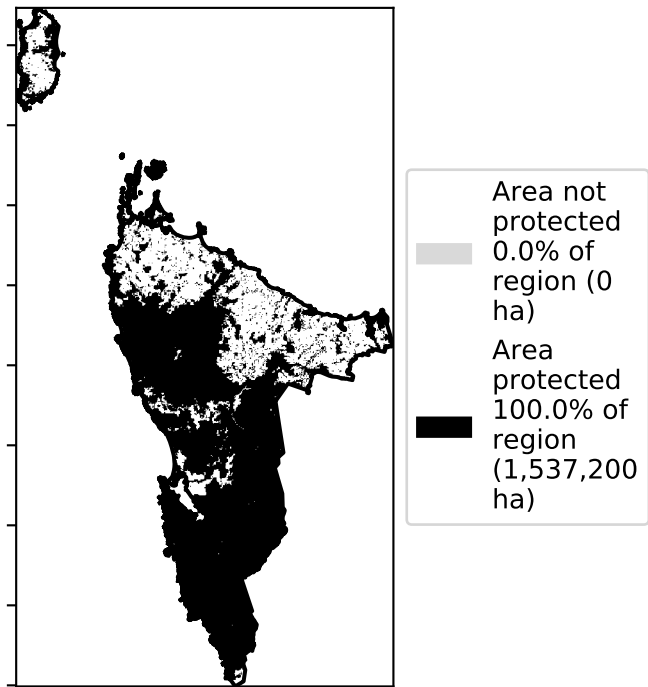 Area not
protected
0.0% of
region (0
ha)
Area
protected
100.0% of
region
(1,537,200
ha)